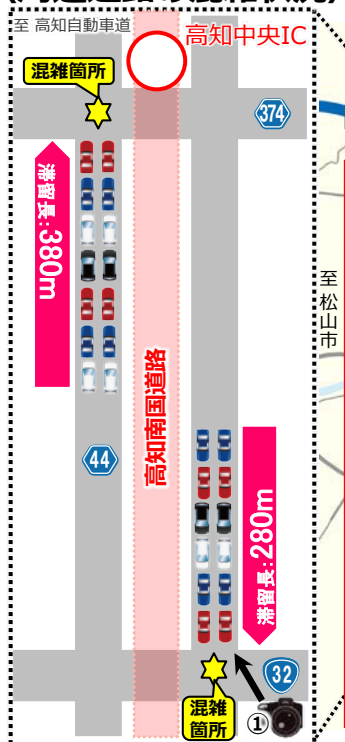 至 高知自動車道
高知中央IC
混雑箇所
374
滞留長:380m
至松山市
高知南国道路
44
滞留長:280m
32
混雑
箇所
①